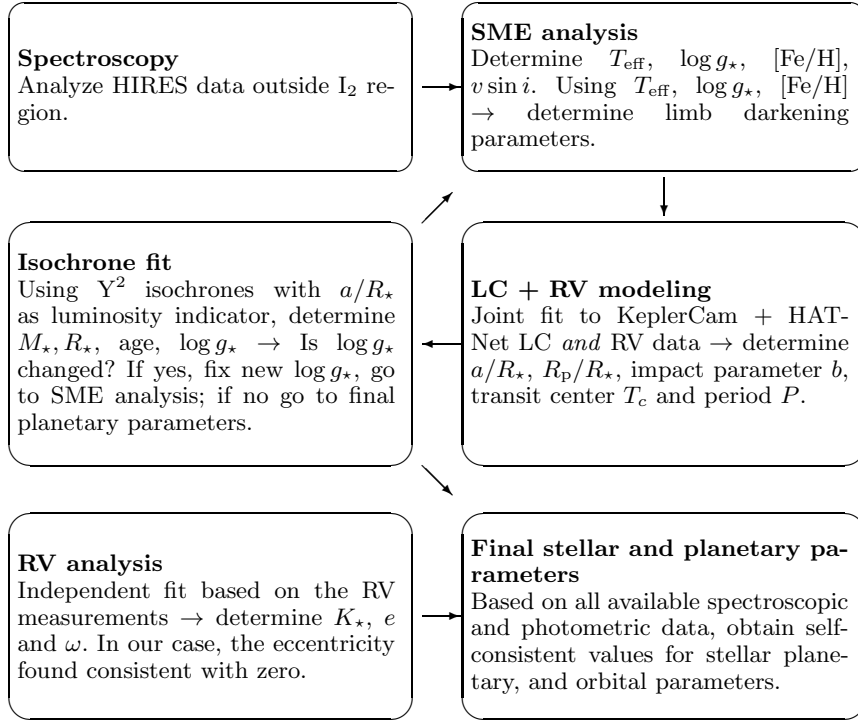 Spectroscopy
Analyze HIRES data outside I₂ re-
gion.
SME analysis
Determine T_eff, log g⋆, [Fe/H],
v sin i. Using T_eff, log g⋆, [Fe/H]
→ determine limb darkening
parameters.
Isochrone fit
Using Y² isochrones with a/R⋆
as luminosity indicator, determine
M⋆, R⋆, age, log g⋆ → Is log g⋆
changed? If yes, fix new log g⋆, go
to SME analysis; if no go to final
planetary parameters.
LC + RV modeling
Joint fit to KeplerCam + HAT-
Net LC and RV data → determine
a/R⋆, R_p/R⋆, impact parameter b,
transit center T_c and period P.
RV analysis
Independent fit based on the RV
measurements → determine K⋆, e
and ω. In our case, the eccentricity
found consistent with zero.
Final stellar and planetary pa-
rameters
Based on all available spectroscopic
and photometric data, obtain self-
consistent values for stellar plane-
tary, and orbital parameters.